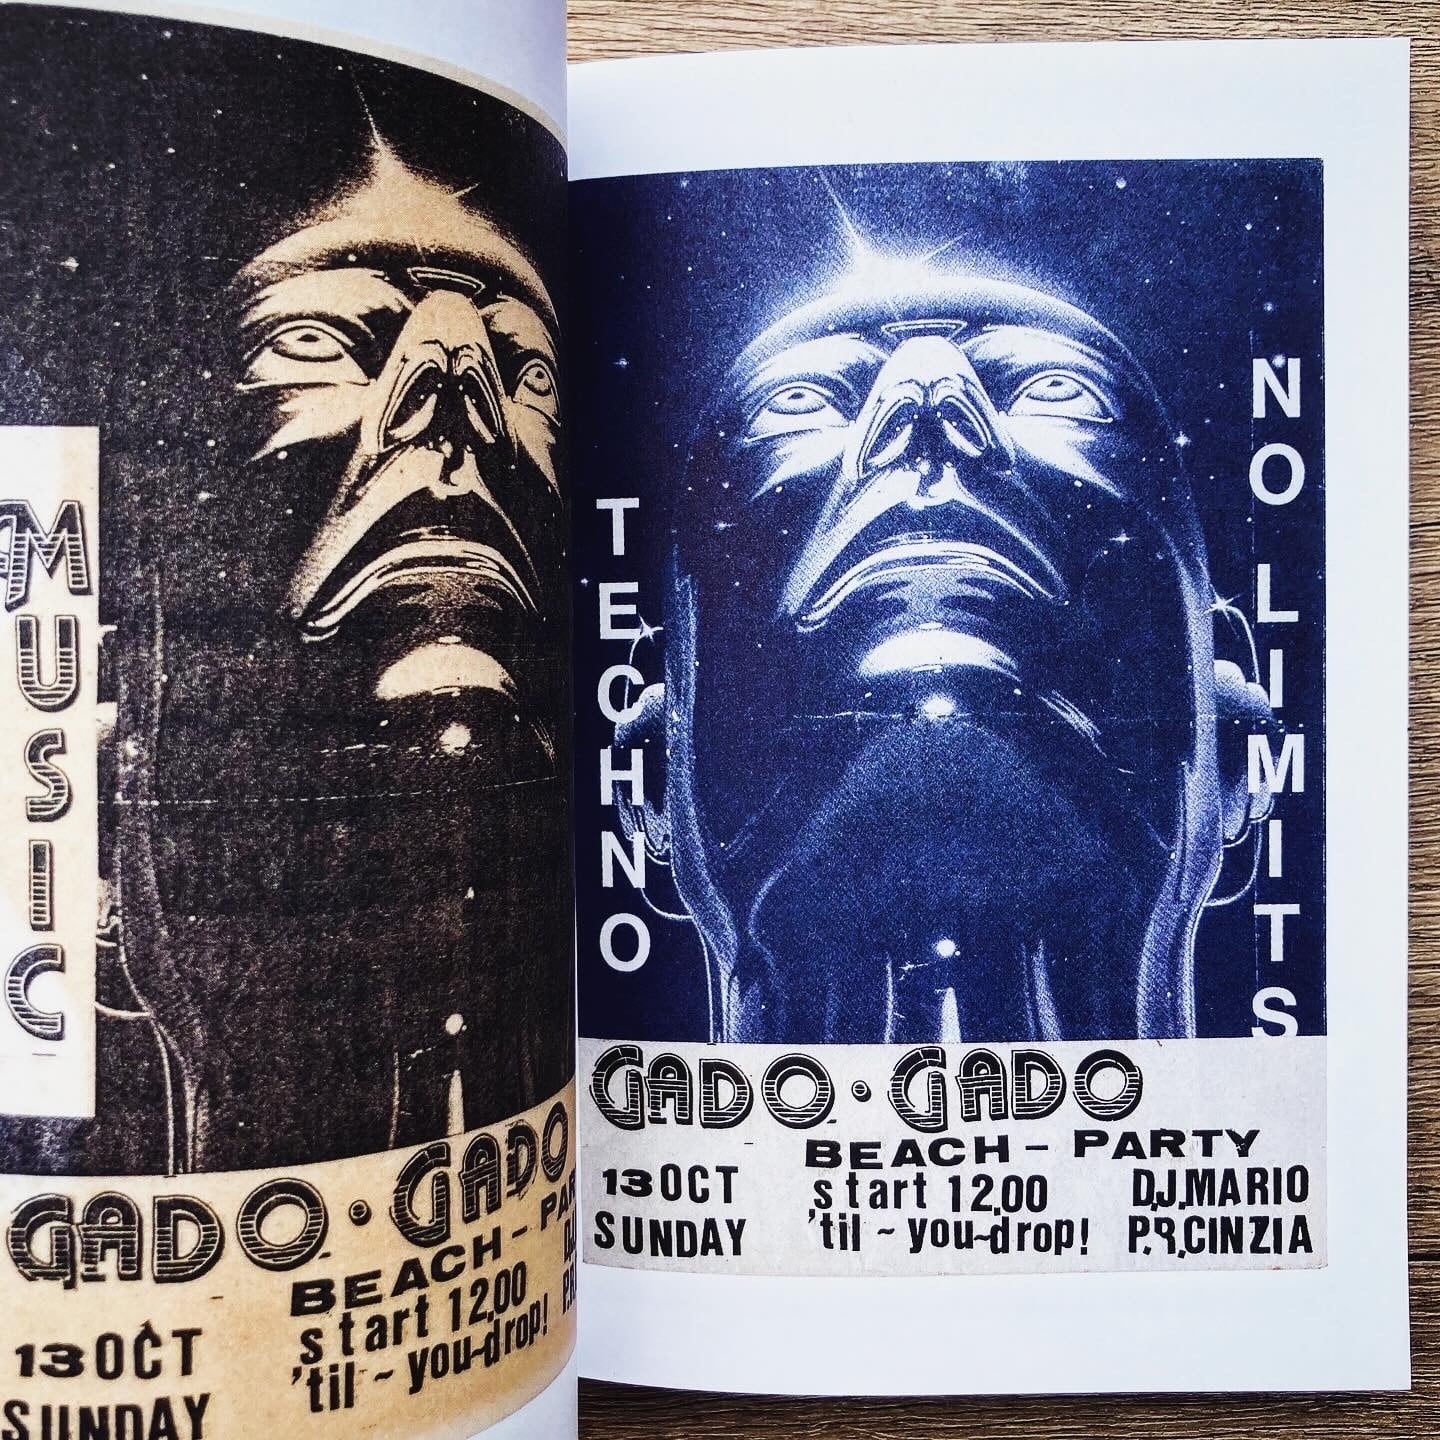 MUSIC
GADO·GADO
BEACH - PAR
13 OCT
start 12.00
SUNDAY
'til ~ you-drop!
TECHNO
NO LIMITS
GADO·GADO
BEACH - PARTY
13 OCT
start 12.00
D.J. MARIO
SUNDAY
'til ~ you-drop!
P.R. CINZIA